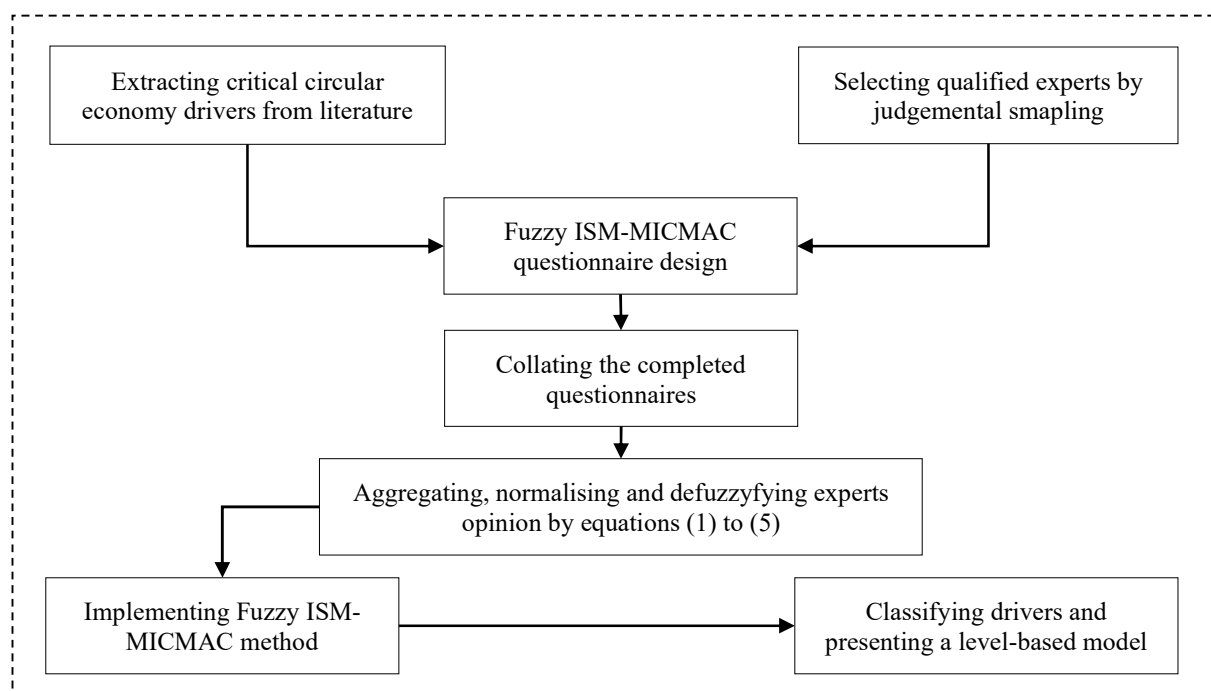 Extracting critical circular
economy drivers from literature
Selecting qualified experts by
judgemental smapling
Fuzzy ISM-MICMAC
questionnaire design
Collating the completed
questionnaires
Aggregating, normalising and defuzzyfying experts
opinion by equations (1) to (5)
Implementing Fuzzy ISM-
MICMAC method
Classifying drivers and
presenting a level-based model